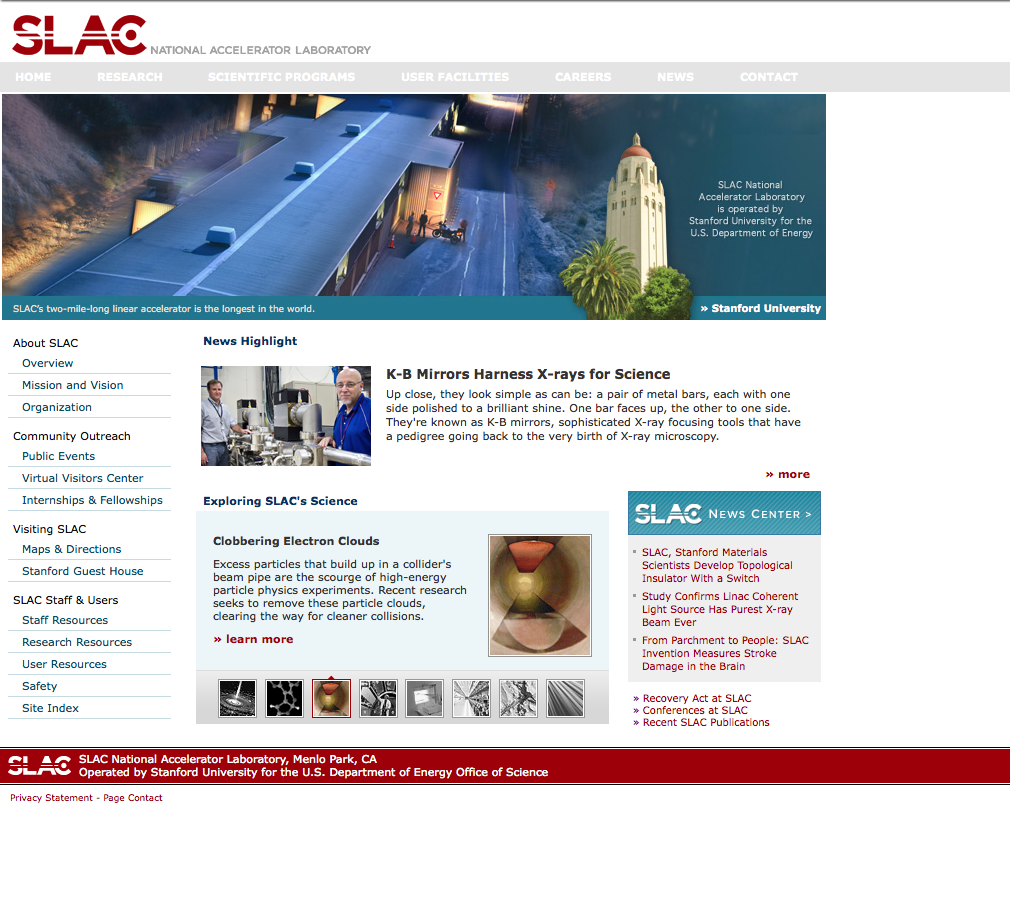 SLAC NATIONAL ACCELERATOR LABORATORY
HOME RESEARCH SCIENTIFIC PROGRAMS USER FACILITIES CAREERS NEWS CONTACT
SLAC National
Accelerator Laboratory
is operated by
Stanford University for the
U.S. Department of Energy
SLAC's two-mile-long linear accelerator is the longest in the world.
» Stanford University
About SLAC
Overview
Mission and Vision
Organization
Community Outreach
Public Events
Virtual Visitors Center
Internships & Fellowships
Visiting SLAC
Maps & Directions
Stanford Guest House
SLAC Staff & Users
Staff Resources
Research Resources
User Resources
Safety
Site Index
News Highlight
K-B Mirrors Harness X-rays for Science
Up close, they look simple as can be: a pair of metal bars, each with one
side polished to a brilliant shine. One bar faces up, the other to one side.
They're known as K-B mirrors, sophisticated X-ray focusing tools that have
a pedigree going back to the very birth of X-ray microscopy.
» more
Exploring SLAC's Science
Clobbering Electron Clouds
Excess particles that build up in a collider's
beam pipe are the scourge of high-energy
particle physics experiments. Recent research
seeks to remove these particle clouds,
clearing the way for cleaner collisions.
» learn more
SLAC NEWS CENTER >
SLAC, Stanford Materials
Scientists Develop Topological
Insulator With a Switch
Study Confirms Linac Coherent
Light Source Has Purest X-ray
Beam Ever
From Parchment to People: SLAC
Invention Measures Stroke
Damage in the Brain
» Recovery Act at SLAC
» Conferences at SLAC
» Recent SLAC Publications
SLAC
SLAC National Accelerator Laboratory, Menlo Park, CA
Operated by Stanford University for the U.S. Department of Energy Office of Science
Privacy Statement - Page Contact